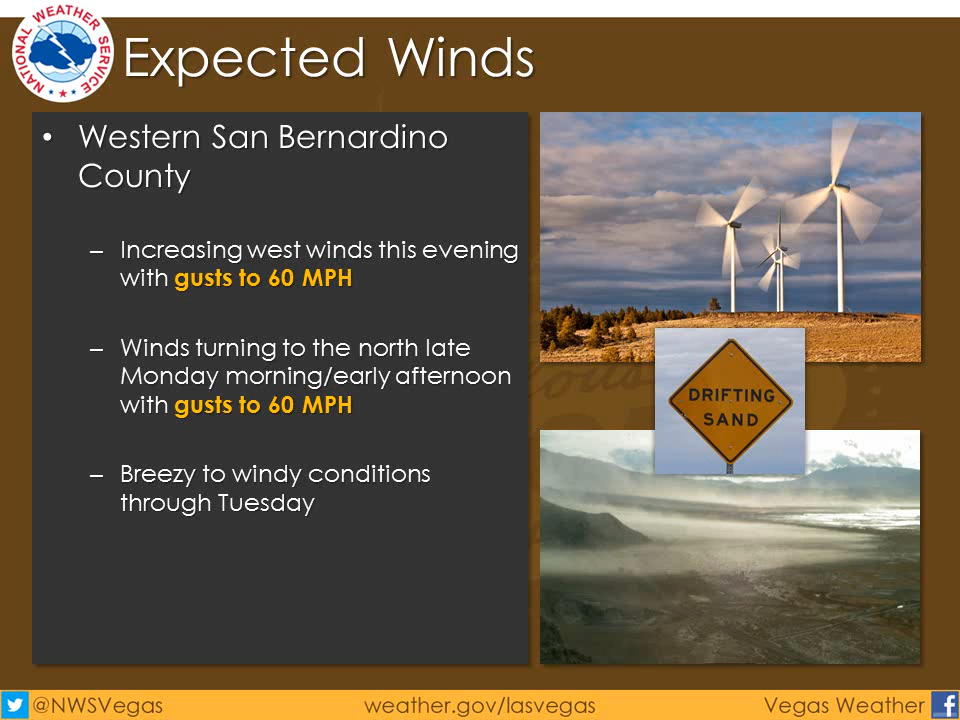 NATIONAL WEATHER SERVICE
Expected Winds
• Western San Bernardino
County
– Increasing west winds this evening
with gusts to 60 MPH
– Winds turning to the north late
Monday morning/early afternoon
with gusts to 60 MPH
– Breezy to windy conditions
through Tuesday
DRIFTING
SAND
@NWSVegas
weather.gov/lasvegas
Vegas Weather